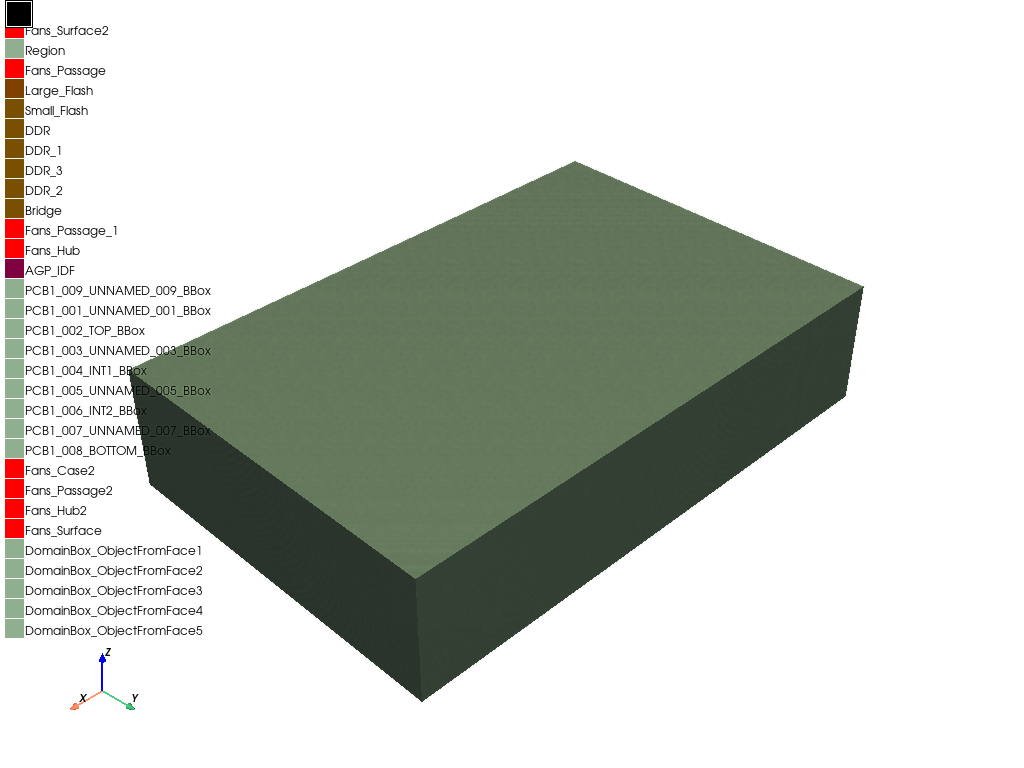 Fans_Surface2
Region
Fans_Passage
Large_Flash
Small_Flash
DDR
DDR_1
DDR_3
DDR_2
Bridge
Fans_Passage_1
Fans_Hub
AGP_IDF
PCB1_009_UNNAMED_009_BBox
PCB1_001_UNNAMED_001_BBox
PCB1_002_TOP_BBox
PCB1_003_UNNAMED_003_BBox
PCB1_004_INT1_BBox
PCB1_005_UNNAMED_005_BBox
PCB1_006_INT2_BBox
PCB1_007_UNNAMED_007_BBox
PCB1_008_BOTTOM_BBox
Fans_Case2
Fans_Passage2
Fans_Hub2
Fans_Surface
DomainBox_ObjectFromFace1
DomainBox_ObjectFromFace2
DomainBox_ObjectFromFace3
DomainBox_ObjectFromFace4
DomainBox_ObjectFromFace5
Z
X Y